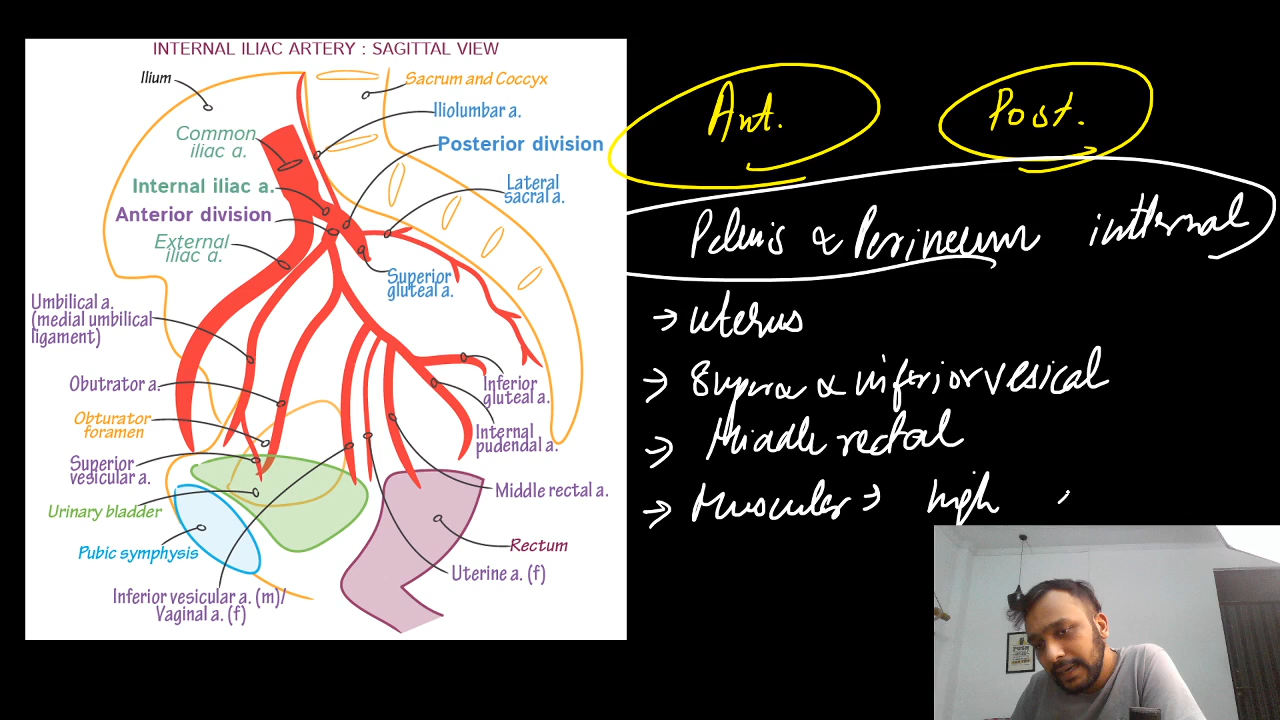 INTERNAL ILIAC ARTERY : SAGITTAL VIEW
Ilium
Sacrum and Coccyx
Common
iliac a.
Iliolumbar a.
Posterior division
Internal iliac a.
Lateral
sacral a.
Anterior division
External
iliac a.
Superior
gluteal a.
Umbilical a.
(medial umbilical
ligament)
Obutrator a.
Inferior
gluteal a.
Obturator
foramen
Internal
pudendal a.
Superior
vesicular a.
Middle rectal a.
Urinary bladder
Pubic symphysis
Rectum
Uterine a. (f)
Inferior vesicular a. (m)/
Vaginal a. (f)
Ant.
Post.
Pelvis & Perineum internal
→ uterus
→ & inferior vesical
→ Middle rectal
→ Muscular → high